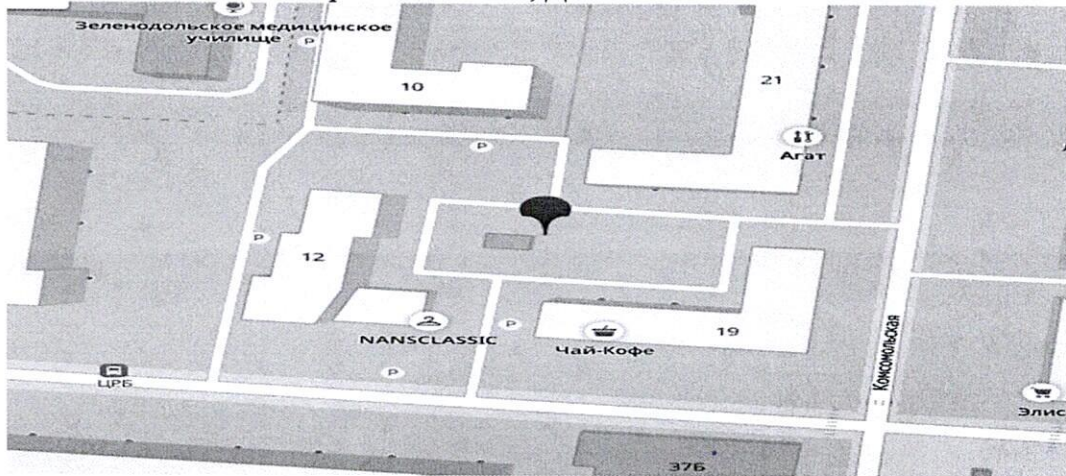 Зеленодольское медицинское
училище
P
10
21
P
Агат
P
12
NANSCLASSIC
P
Чай-Кофе
19
Комсомольская
ЦРБ
P
Элис
37Б